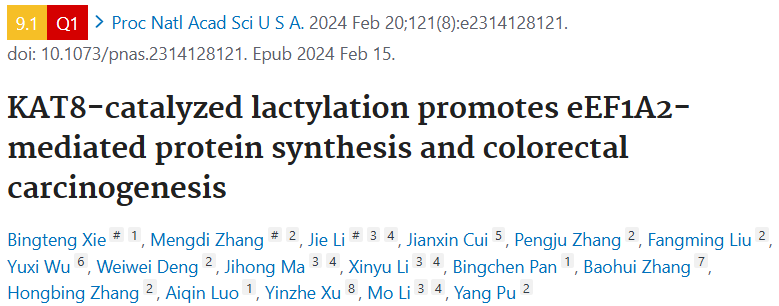 9.1 Q1 > Proc Natl Acad Sci U S A. 2024 Feb 20;121(8):e2314128121.
doi: 10.1073/pnas.2314128121. Epub 2024 Feb 15.
KAT8-catalyzed lactylation promotes eEF1A2-
mediated protein synthesis and colorectal
carcinogenesis
Bingteng Xie # 1, Mengdi Zhang # 2, Jie Li # 3 4, Jianxin Cui 5, Pengju Zhang 2, Fangming Liu 2,
Yuxi Wu 6, Weiwei Deng 2, Jihong Ma 3 4, Xinyu Li 3 4, Bingchen Pan 1, Baohui Zhang 7,
Hongbing Zhang 2, Aiqin Luo 1, Yinzhe Xu 8, Mo Li 3 4, Yang Pu 2